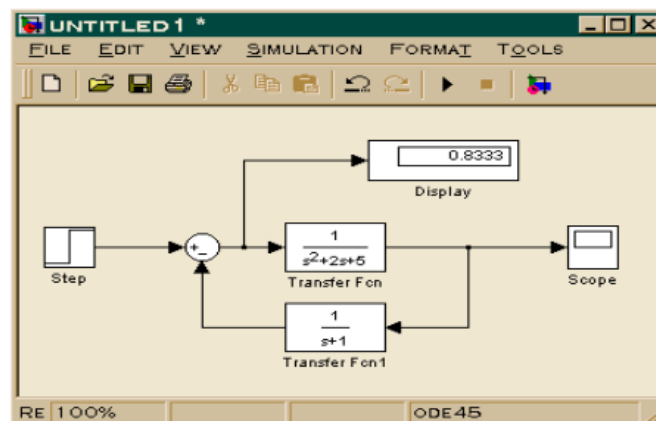 UNTITLED1 *
FILE EDIT VIEW SIMULATION FORMAT TOOLS
0.8333
Display
+
-
1
s²+2s+5
Step
Transfer Fcn
Scope
1
s+1
Transfer Fcn1
RE 100% ODE45